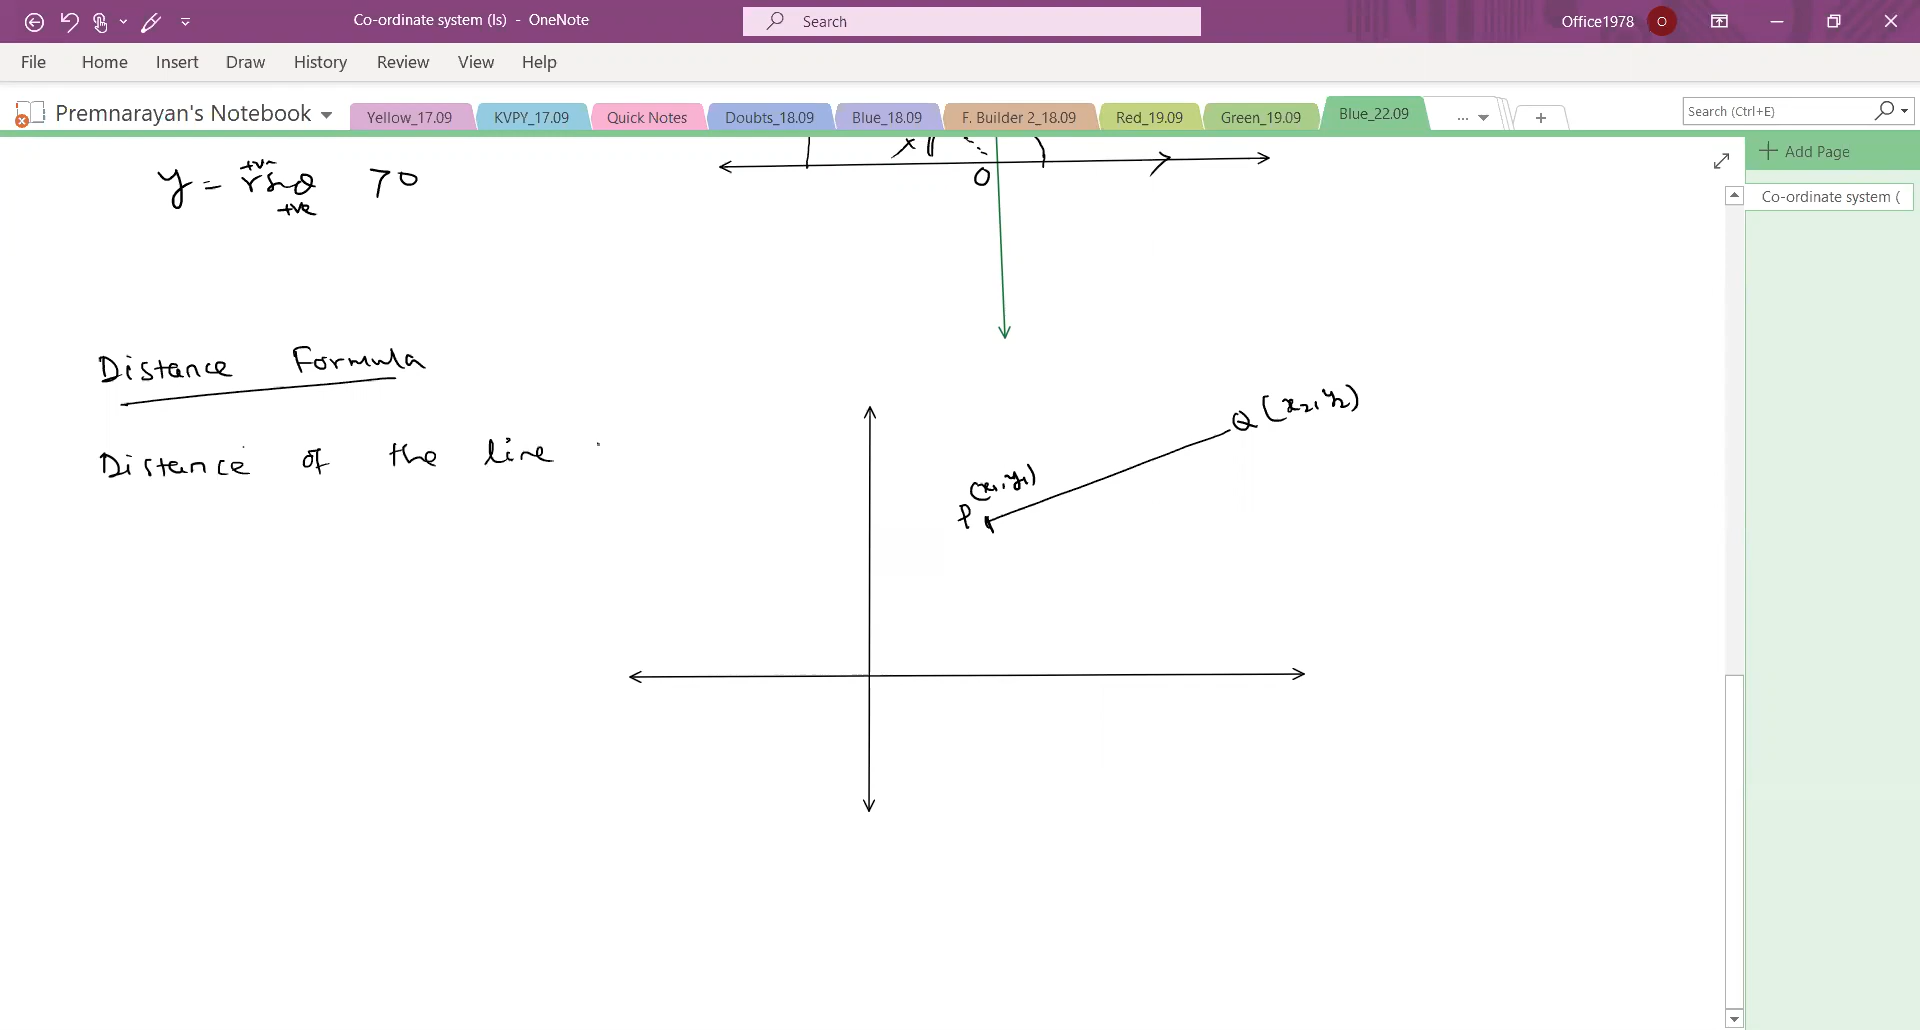 Co-ordinate system (ls) - OneNote
Search
Office1978
O
File Home Insert Draw History Review View Help
Premnarayan's Notebook
Yellow_17.09 KVPY_17.09 Quick Notes Doubts_18.09 Blue_18.09 F. Builder 2_18.09 Red_19.09 Green_19.09 Blue_22.09 ... +
Search (Ctrl+E)
Add Page
Co-ordinate system (
+ve
y = r sinθ >0
+ve
O
Distance Formula
Q (x2, y2)
Distance of the line
(x1, y1)
P